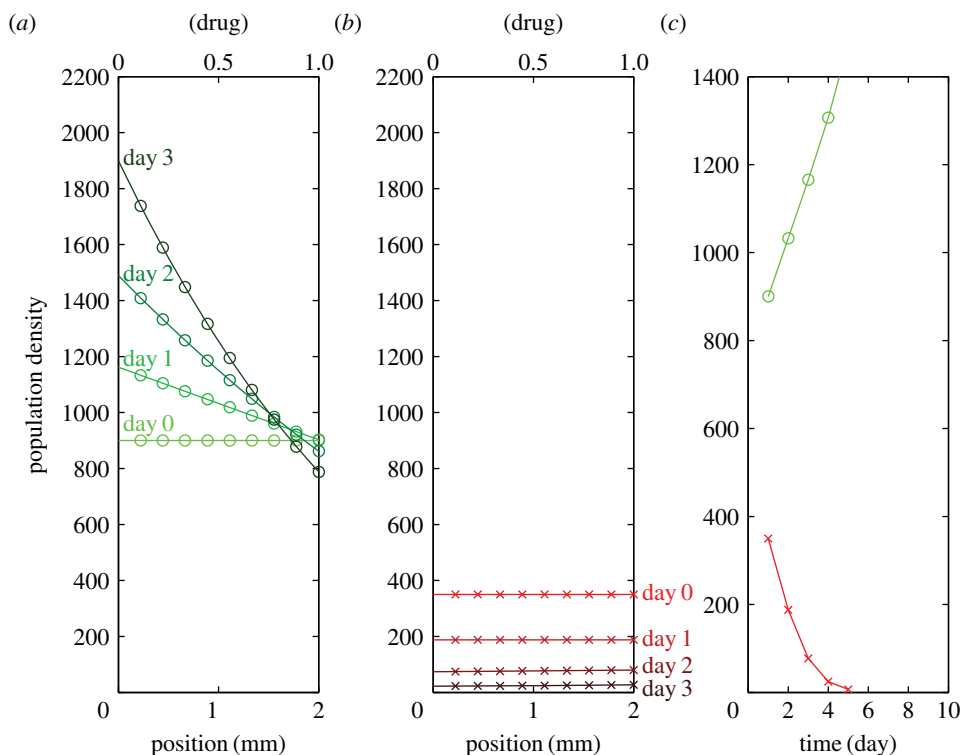 (a)
(drug)
0 0.5 1.0
2200
2000
1800
1600
1400
1200
1000
800
600
400
200
0 1 2
population density
position (mm)
day 3
day 2
day 1
day 0
(b)
(drug)
0 0.5 1.0
2200
2000
1800
1600
1400
1200
1000
800
600
400
200
0 1 2
position (mm)
day 0
day 1
day 2
day 3
(c)
1400
1200
1000
800
600
400
200
0 2 4 6 8 10
time (day)